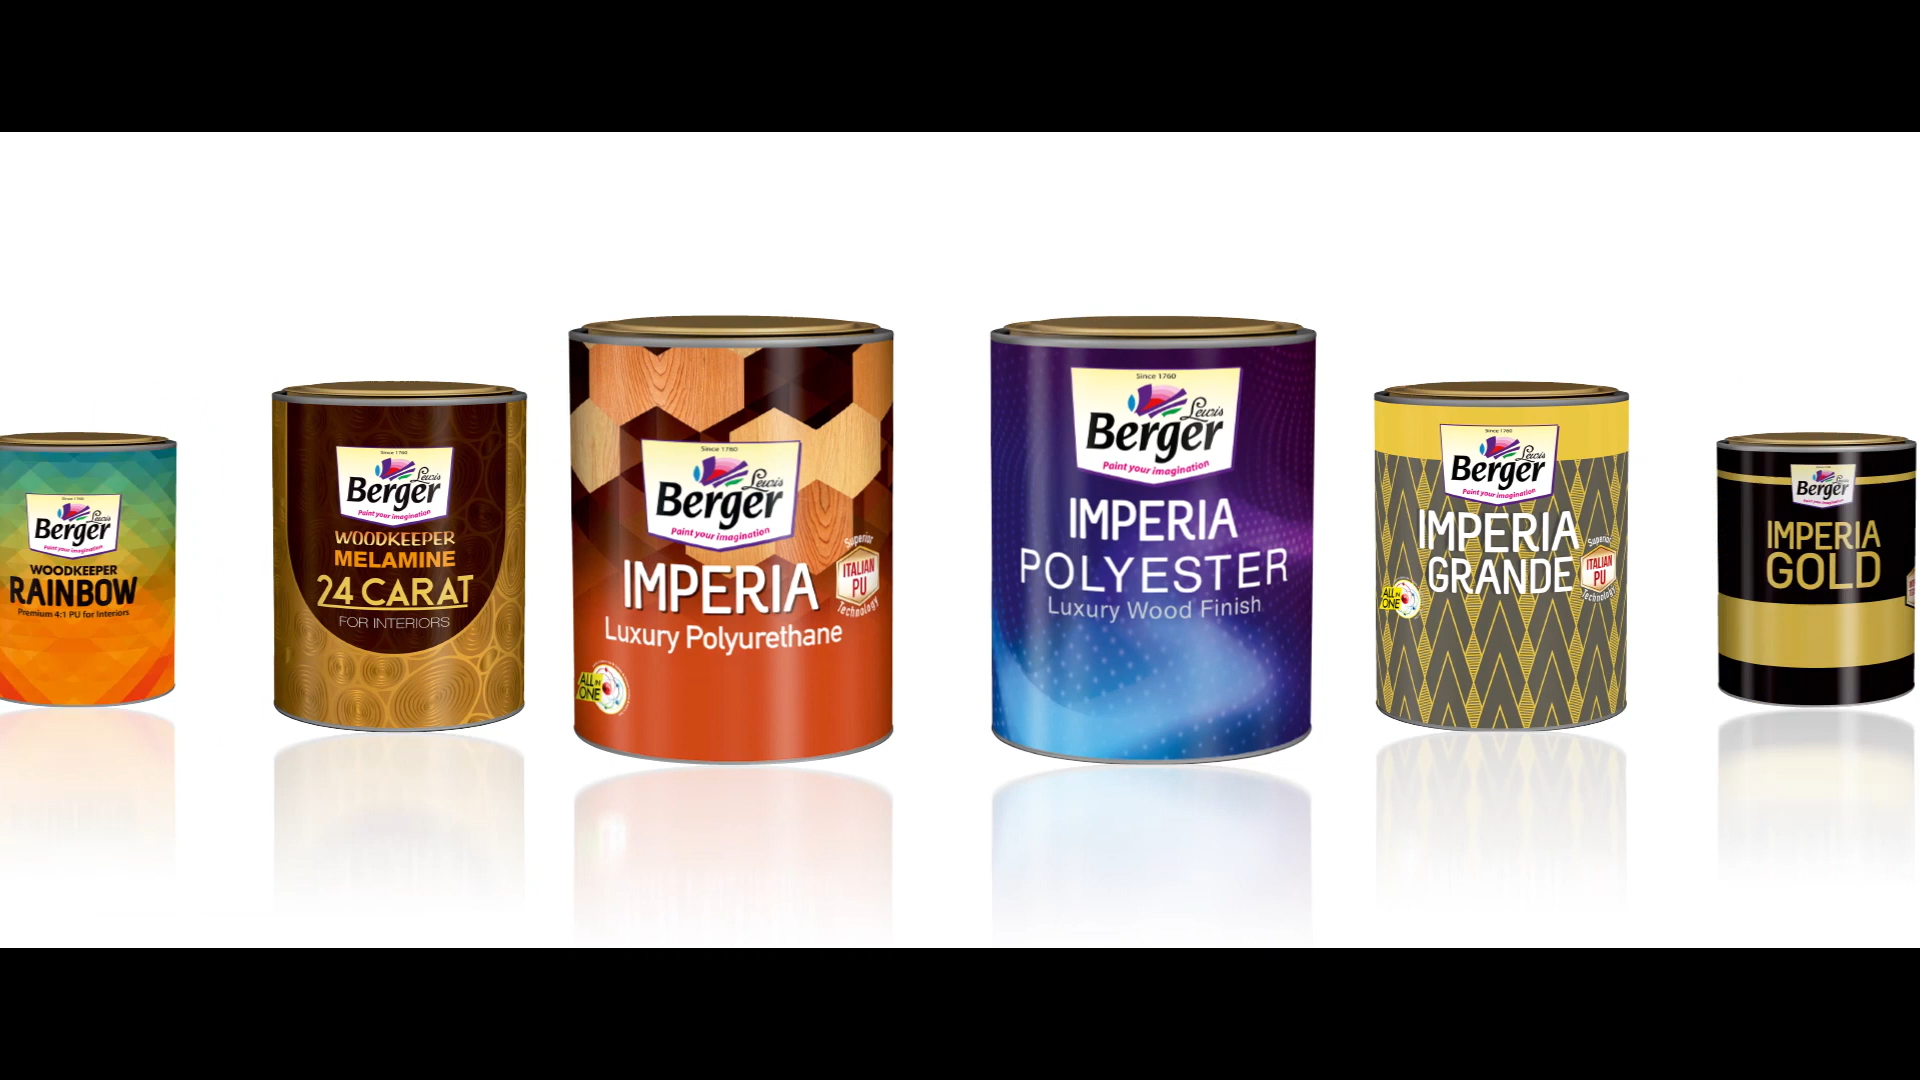 Since 1760
Lewis
Berger
Paint your imagination
WOODKEEPER
RAINBOW
Premium 4:1 PU for Interiors
Since 1760
Lewis
Berger
Paint your imagination
WOODKEEPER
MELAMINE
24 CARAT
FOR INTERIORS
Since 1760
Lewis
Berger
Paint your imagination
IMPERIA
Luxury Polyurethane
Superior
ITALIAN
PU
Technology
ALL IN
ONE
Since 1760
Lewis
Berger
Paint your imagination
IMPERIA
POLYESTER
Luxury Wood Finish
Since 1760
Lewis
Berger
Paint your imagination
IMPERIA
GRANDE
Superior
ITALIAN
PU
Technology
ALL IN
ONE
Lewis
Berger
IMPERIA
GOLD